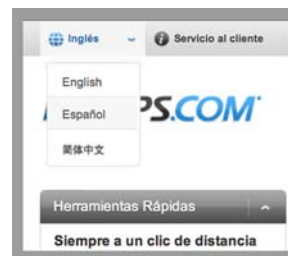 Inglés Servicio al cliente
English
Español
PS.COM
简体中文
Herramientas Rápidas
Siempre a un clic de distancia